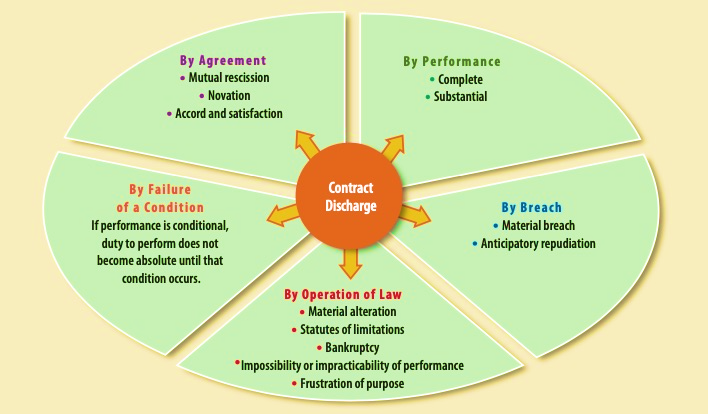 By Agreement
• Mutual rescission
• Novation
• Accord and satisfaction
By Performance
• Complete
• Substantial
By Failure
of a Condition
If performance is conditional,
duty to perform does not
become absolute until that
condition occurs.
Contract
Discharge
By Breach
• Material breach
• Anticipatory repudiation
By Operation of Law
• Material alteration
• Statutes of limitations
• Bankruptcy
• Impossibility or impracticability of performance
• Frustration of purpose